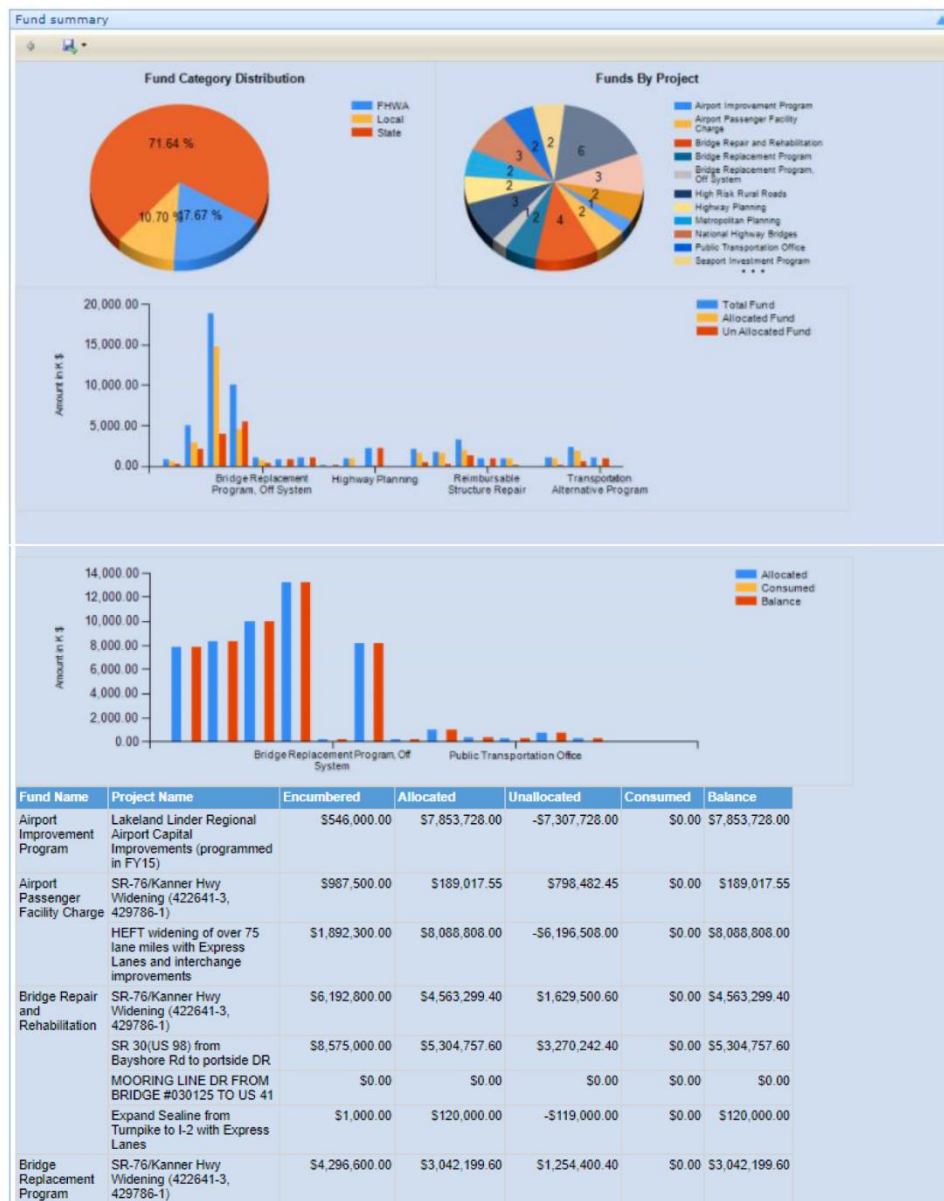 Fund summary
Fund Category Distribution
71.64 %
10.70 %
17.67 %
FHWA
Local
State
Funds By Project
2
2
6
3
2
1
2
4
2
1
3
2
2
3
Airport Improvement Program
Airport Passenger Facility
Charge
Bridge Repair and Rehabilitation
Bridge Replacement Program
Bridge Replacement Program,
Off System
High Risk Rural Roads
Highway Planning
Metropolitan Planning
National Highway Bridges
Public Transportation Office
Seaport Investment Program
• • •
Amount in K $
20,000.00
15,000.00
10,000.00
5,000.00
0.00
Bridge Replacement
Program, Off System
Highway Planning
Reimbursable
Structure Repair
Transportation
Alternative Program
Total Fund
Allocated Fund
Un Allocated Fund
Amount in K $
14,000.00
12,000.00
10,000.00
8,000.00
6,000.00
4,000.00
2,000.00
0.00
Bridge Replacement Program, Off
System
Public Transportation Office
Allocated
Consumed
Balance
Fund Name Project Name Encumbered Allocated Unallocated Consumed Balance
Airport Lakeland Linder Regional $546,000.00 $7,853,728.00 -$7,307,728.00 $0.00 $7,853,728.00
Improvement Airport Capital
Program Improvements (programmed
in FY15)
Airport SR-76/Kanner Hwy $987,500.00 $189,017.55 $798,482.45 $0.00 $189,017.55
Passenger Widening (422641-3,
Facility Charge 429786-1)
HEFT widening of over 75 $1,892,300.00 $8,088,808.00 -$6,196,508.00 $0.00 $8,088,808.00
lane miles with Express
Lanes and interchange
improvements
Bridge Repair SR-76/Kanner Hwy $6,192,800.00 $4,563,299.40 $1,629,500.60 $0.00 $4,563,299.40
and Widening (422641-3,
Rehabilitation 429786-1)
SR 30(US 98) from $8,575,000.00 $5,304,757.60 $3,270,242.40 $0.00 $5,304,757.60
Bayshore Rd to portside DR
MOORING LINE DR FROM $0.00 $0.00 $0.00 $0.00 $0.00
BRIDGE #030125 TO US 41
Expand Sealine from $1,000.00 $120,000.00 -$119,000.00 $0.00 $120,000.00
Turnpike to I-2 with Express
Lanes
Bridge SR-76/Kanner Hwy $4,296,600.00 $3,042,199.60 $1,254,400.40 $0.00 $3,042,199.60
Replacement Widening (422641-3,
Program 429786-1)